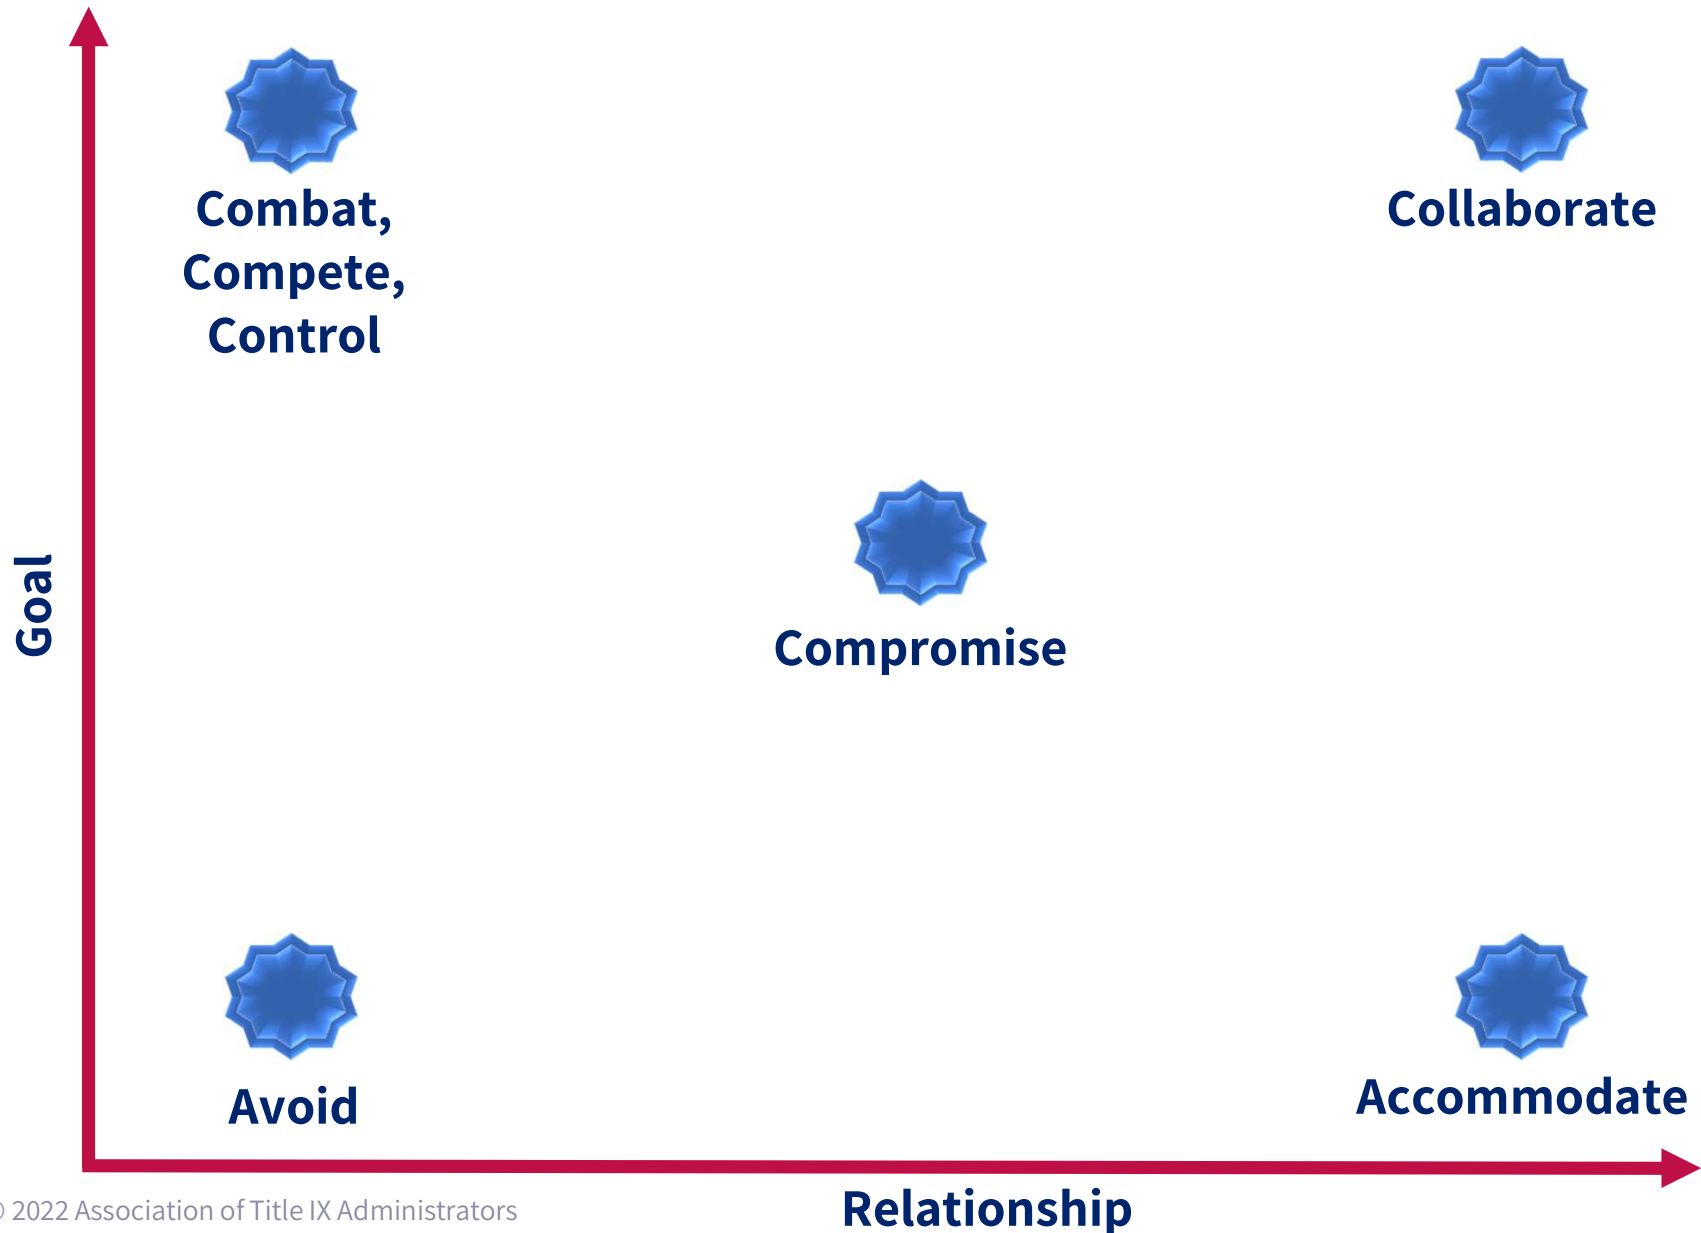 Combat,
Compete,
Control
Collaborate
Goal
Compromise
Avoid
Accommodate
Relationship
© 2022 Association of Title IX Administrators